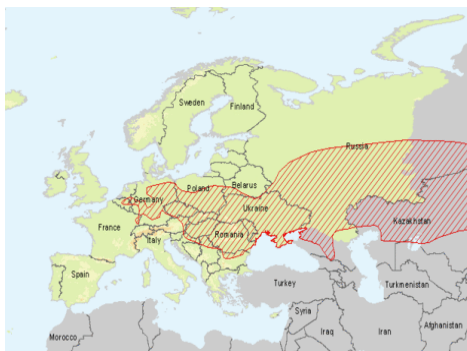 Sweden
Finland
Russia
Belarus
Poland
Germany
Ukraine
Kazakhstan
France
Romania
Italy
Spain
Turkey
Turkmenistan
Syria
Iraq
Iran
Afghanistan
Morocco